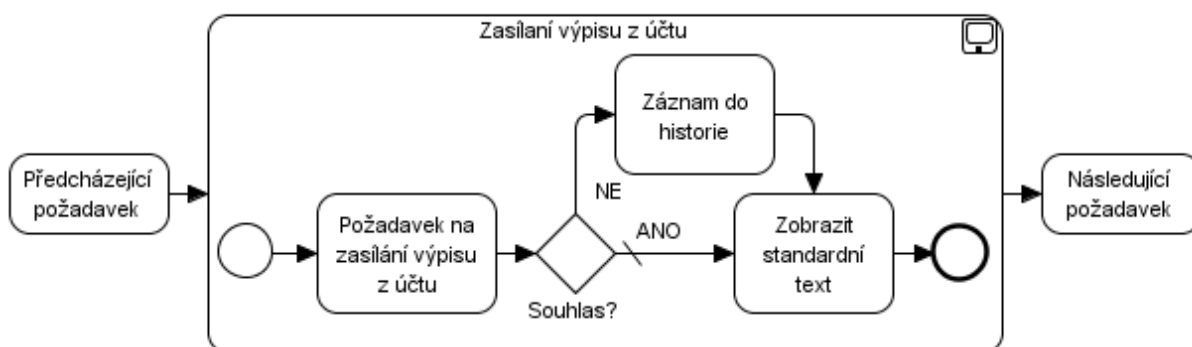 Zasílaní výpisu z účtu
Předcházející
požadavek
Požadavek na
zasílání výpisu
z účtu
Souhlas?
NE
Záznam do
historie
ANO
Zobrazit
standardní
text
Následující
požadavek